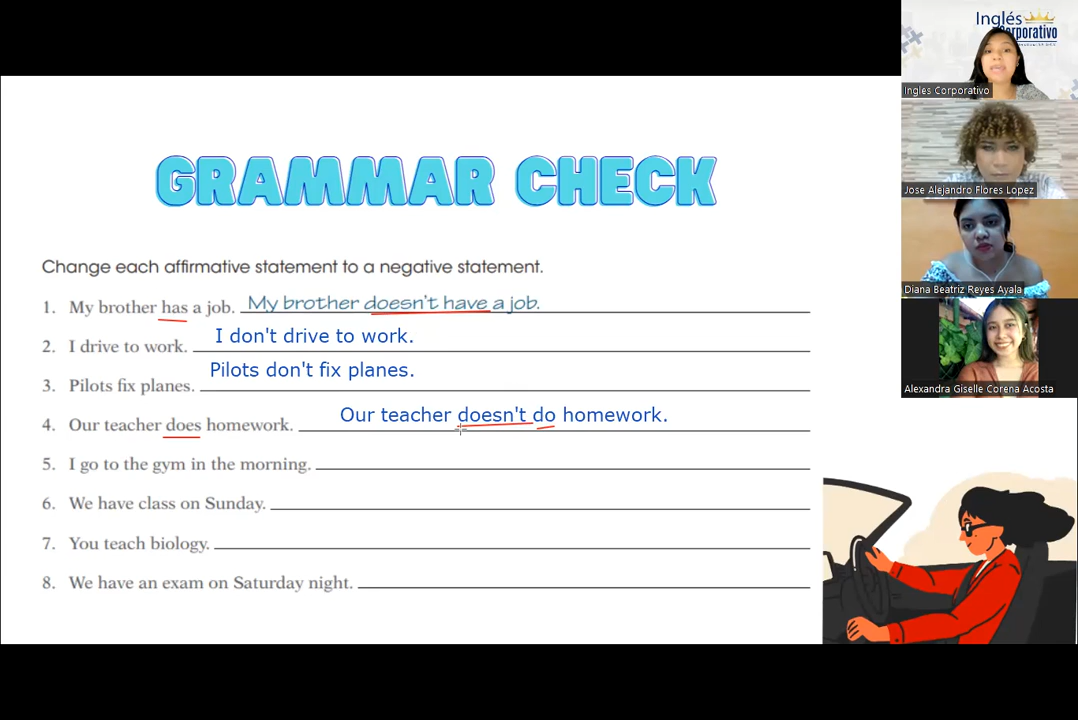 Inglés
Corporativo
Ingles Corporativo
Jose Alejandro Flores Lopez
Diana Beatriz Reyes Ayala
Alexandra Giselle Corena Acosta
GRAMMAR CHECK
Change each affirmative statement to a negative statement.
1. My brother has a job. My brother doesn't have a job.
2. I drive to work. I don't drive to work.
3. Pilots fix planes. Pilots don't fix planes.
4. Our teacher does homework. Our teacher doesn't do homework.
5. I go to the gym in the morning.
6. We have class on Sunday.
7. You teach biology.
8. We have an exam on Saturday night.